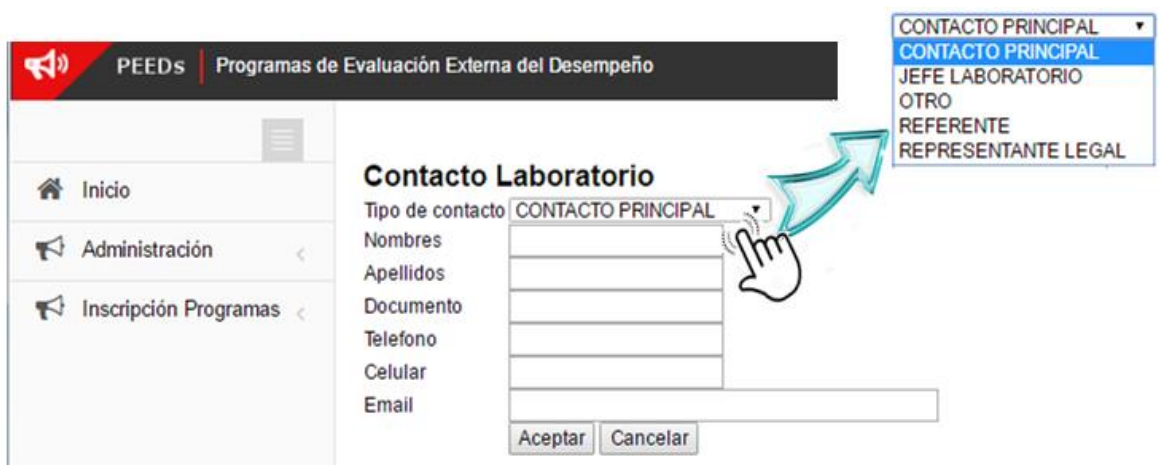 PEEDs Programas de Evaluación Externa del Desempeño
Inicio
Administración
Inscripción Programas
Contacto Laboratorio
Tipo de contacto CONTACTO PRINCIPAL
Nombres
Apellidos
Documento
Telefono
Celular
Email
Aceptar Cancelar
CONTACTO PRINCIPAL
CONTACTO PRINCIPAL
JEFE LABORATORIO
OTRO
REFERENTE
REPRESENTANTE LEGAL